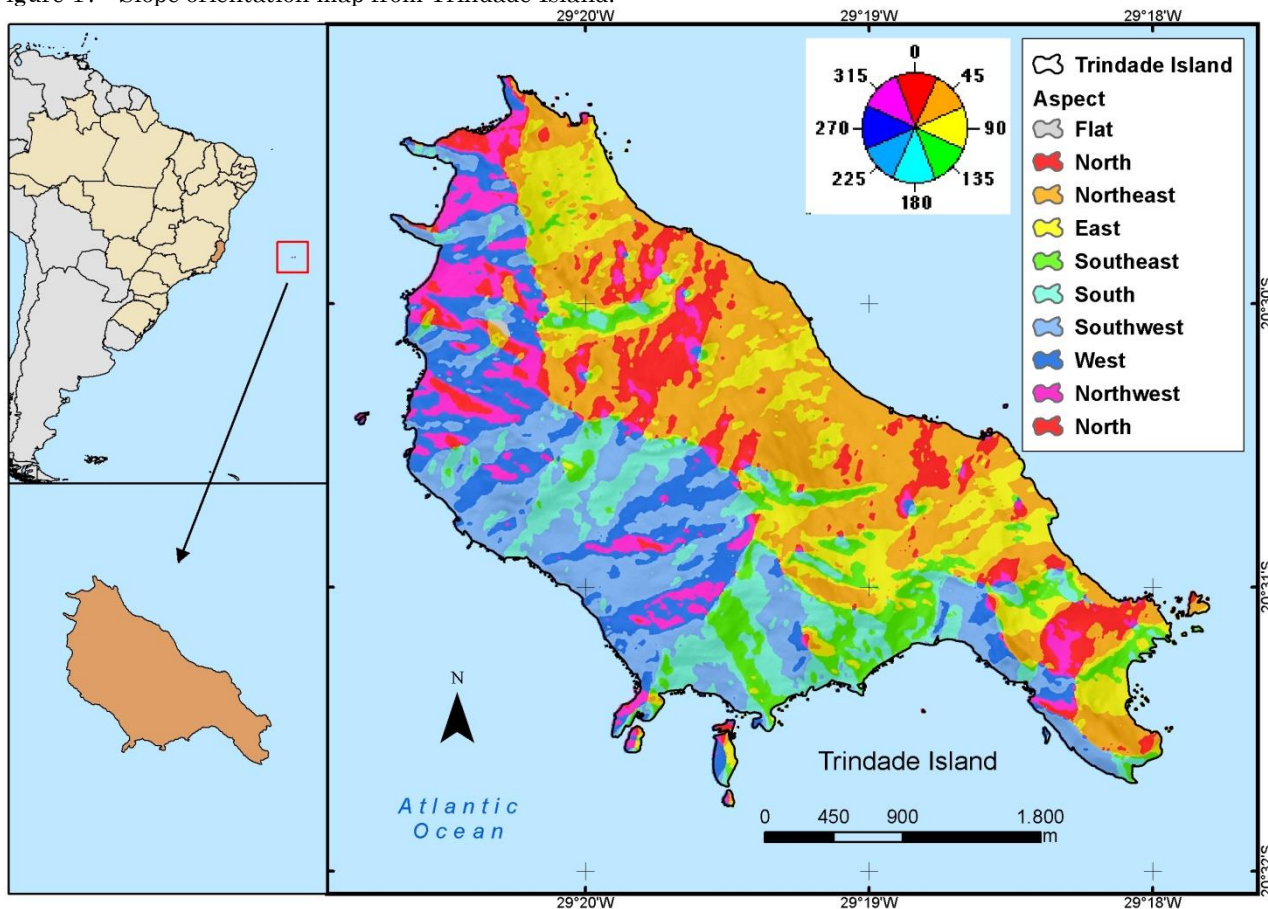 Slope orientation map from Trindade Island.
29°20'W
29°19'W
29°18'W
0
315
45
270
90
225
135
180
Trindade Island
Aspect
Flat
North
Northeast
East
Southeast
South
Southwest
West
Northwest
North
20°30'S
20°31'S
20°32'S
N
Trindade Island
Atlantic
Ocean
0 450 900 1.800
m
29°20'W
29°19'W
29°18'W